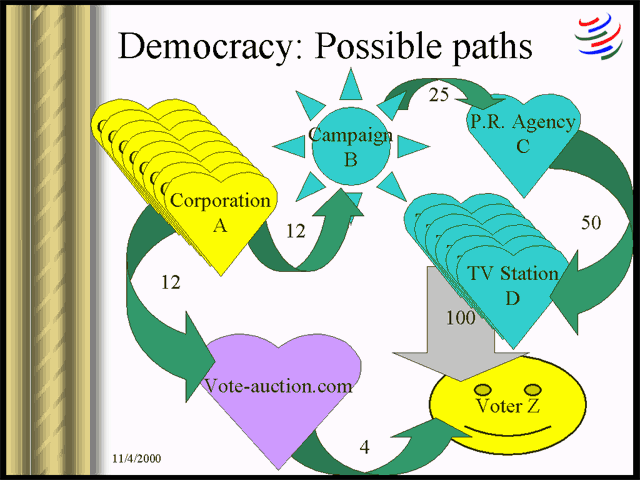 Democracy: Possible paths
25
Campaign
B
P.R. Agency
C
Corporation
A
12
50
12
TV Station
D
100
Vote-auction.com
Voter Z
4
11/4/2000